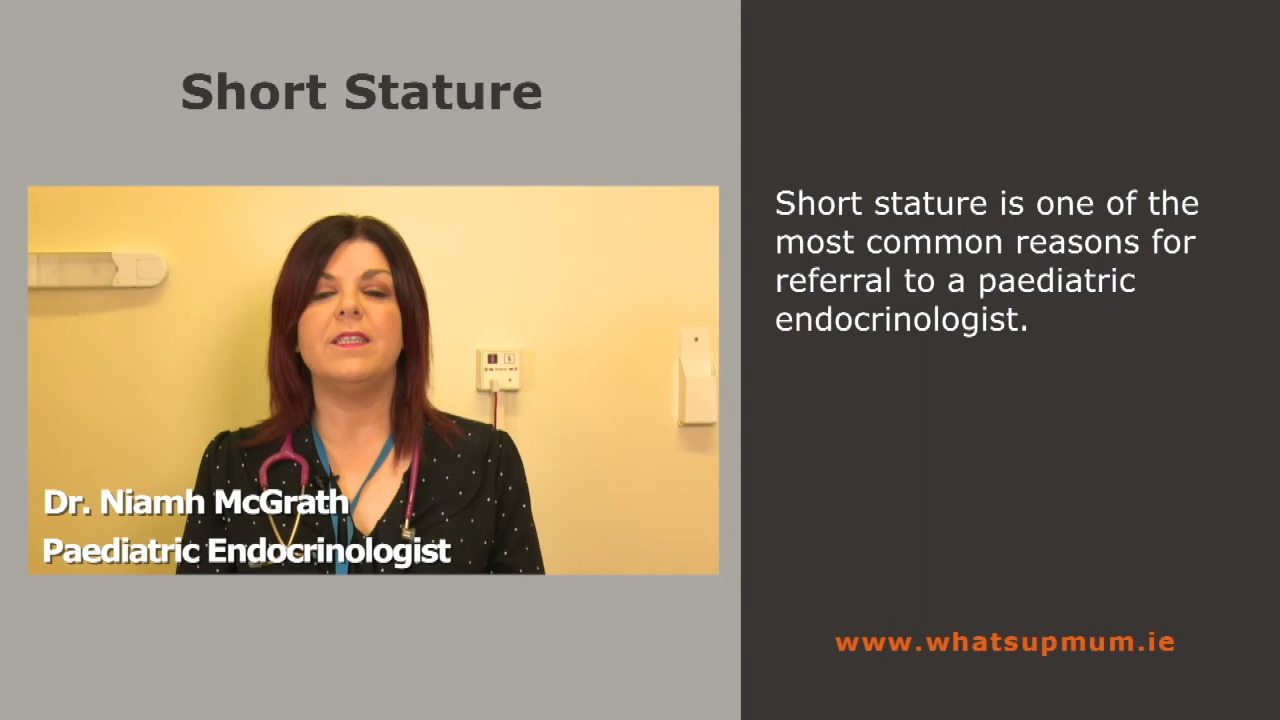 Short Stature
Dr. Niamh McGrath
Paediatric Endocrinologist
Short stature is one of the
most common reasons for
referral to a paediatric
endocrinologist.
www.whatsupmum.ie